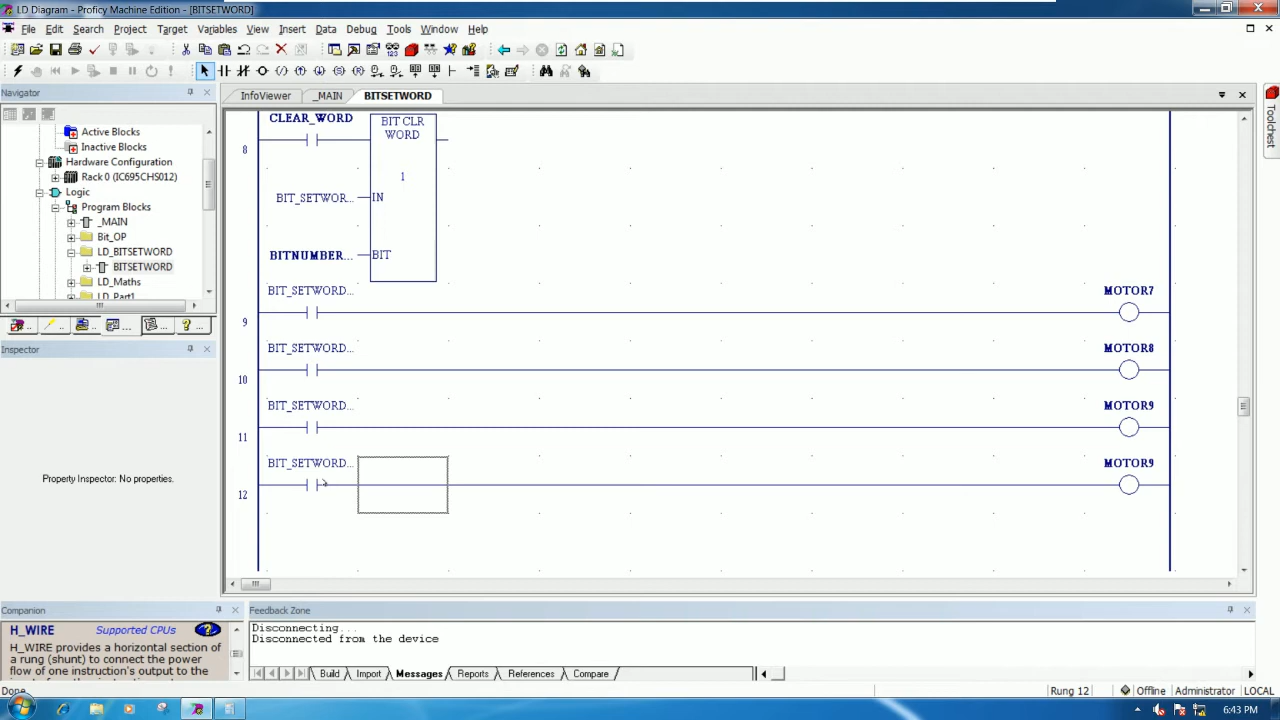 LD Diagram - Proficy Machine Edition - [BITSETWORD]
File Edit Search Project Target Variables View Insert Data Debug Tools Window Help
Navigator
InfoViewer _MAIN BITSETWORD
Toolchest
Active Blocks
Inactive Blocks
Hardware Configuration
Rack 0 (IC695CHS012)
Logic
Program Blocks
_MAIN
Bit_OP
LD_BITSETWORD
BITSETWORD
LD_Maths
LD_Part1
Inspector
Property Inspector: No properties.
CLEAR_WORD
BIT CLR
WORD
8
1
BIT_SETWOR... IN
BITNUMBER... BIT
BIT_SETWORD... MOTOR7
9
BIT_SETWORD... MOTOR8
10
BIT_SETWORD... MOTOR9
11
BIT_SETWORD... MOTOR9
12
Companion
H_WIRE Supported CPUs
H_WIRE provides a horizontal section of
a rung (shunt) to connect the power
flow of one instruction's output to the
Feedback Zone
Disconnecting...
Disconnected from the device
Build Import Messages Reports References Compare
Done
Rung 12 Offline Administrator LOCAL
6:43 PM